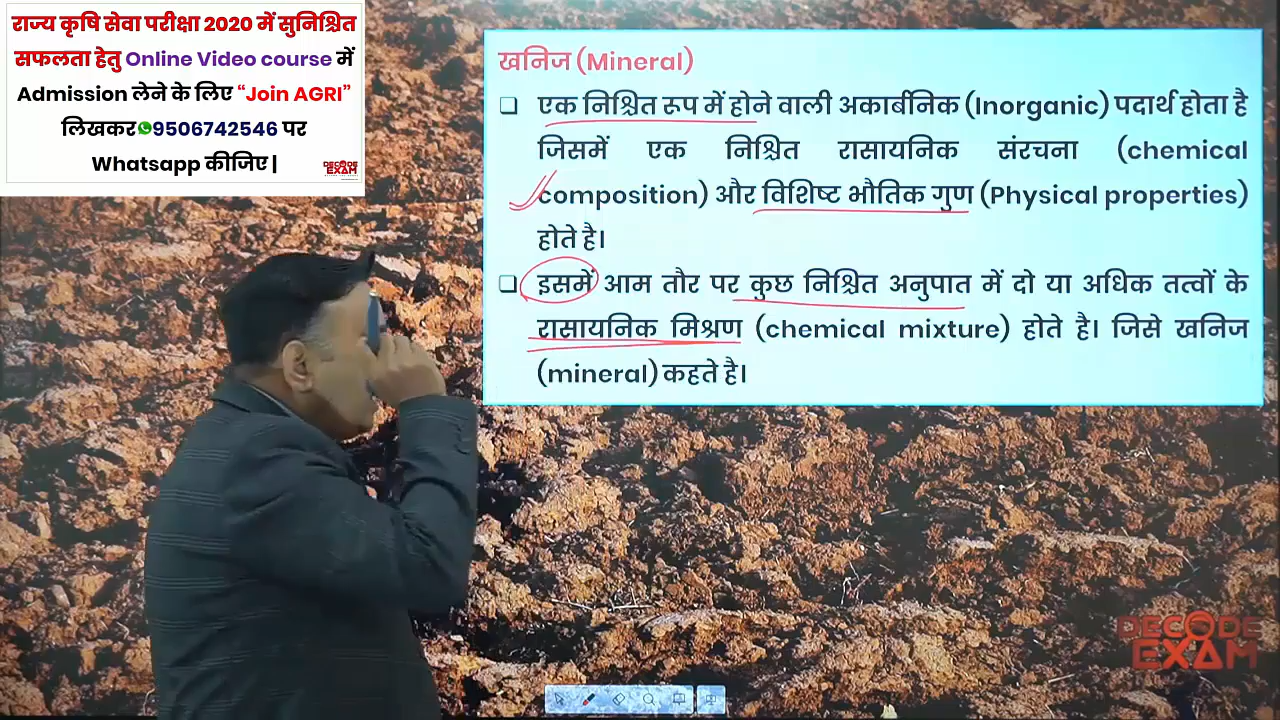 राज्य कृषि सेवा परीक्षा 2020 में सुनिश्चित
सफलता हेतु Online Video course में
Admission लेने के लिए “Join AGRI”
लिखकर 9506742546 पर
Whatsapp कीजिए |
DECODE
EXAM
खनिज (Mineral)
एक निश्चित रूप में होने वाली अकार्बनिक (Inorganic) पदार्थ होता है
जिसमें एक निश्चित रासायनिक संरचना (chemical
composition) और विशिष्ट भौतिक गुण (Physical properties)
होते है।
इसमें आम तौर पर कुछ निश्चित अनुपात में दो या अधिक तत्वों के
रासायनिक मिश्रण (chemical mixture) होते है। जिसे खनिज
(mineral) कहते है।
DECODE
EXAM